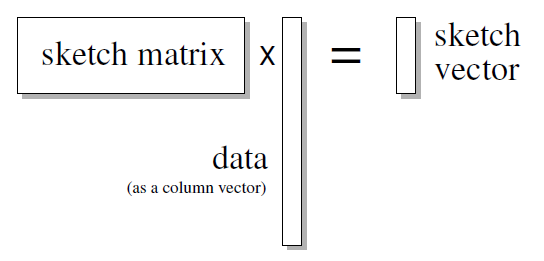 sketch matrix x = sketch
vector
data
(as a column vector)